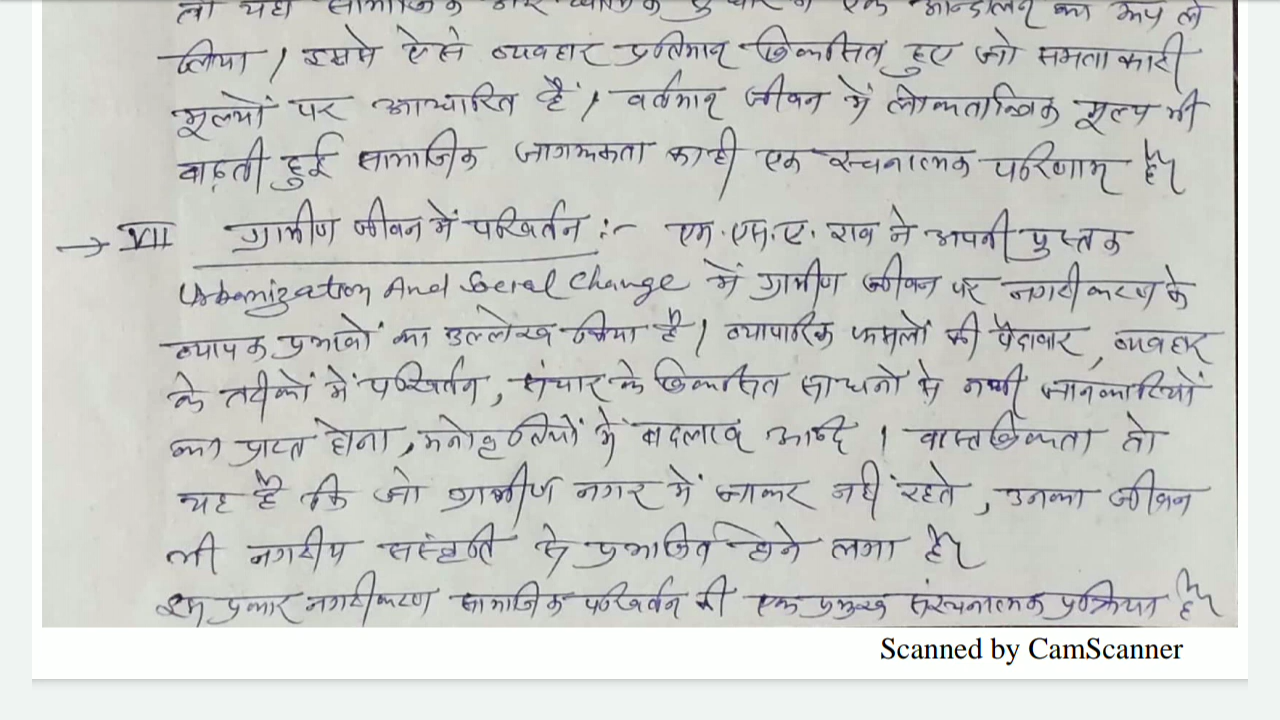 तो यहाँ सामाजिक और एक आन्दोलन का रूप ले
लिया। इससे ऐसे व्यवहार प्रतिमान विकसित हुए जो समताकारी
मूल्यों पर आधारित हैं। वर्तमान जीवन में लोकतान्त्रिक मूल्य भी
बढ़ती हुई सामाजिक जागरूकता का ही एक रचनात्मक परिणाम है।
→ VII ग्रामीण जीवन में परिवर्तन :- एम.एस.ए. राव ने अपनी पुस्तक
Urbanization And Social Change में ग्रामीण जीवन पर नगरीकरण के
व्यापक प्रभावों का उल्लेख किया है। व्यापारिक फसलों की पैदावार, व्यवहार
के तरीकों में परिवर्तन, संचार के विकसित साधनों से नयी जानकारियों
का प्राप्त होना, मनोवृत्तियों में बदलाव आदि। वास्तविकता तो
यह है कि जो ग्रामीण नगर में जाकर नहीं रहते, उनका जीवन
भी नगरीय संस्कृति से प्रभावित होने लगा है।
इस प्रकार नगरीकरण सामाजिक परिवर्तन की एक प्रमुख संरचनात्मक प्रक्रिया है।
Scanned by CamScanner